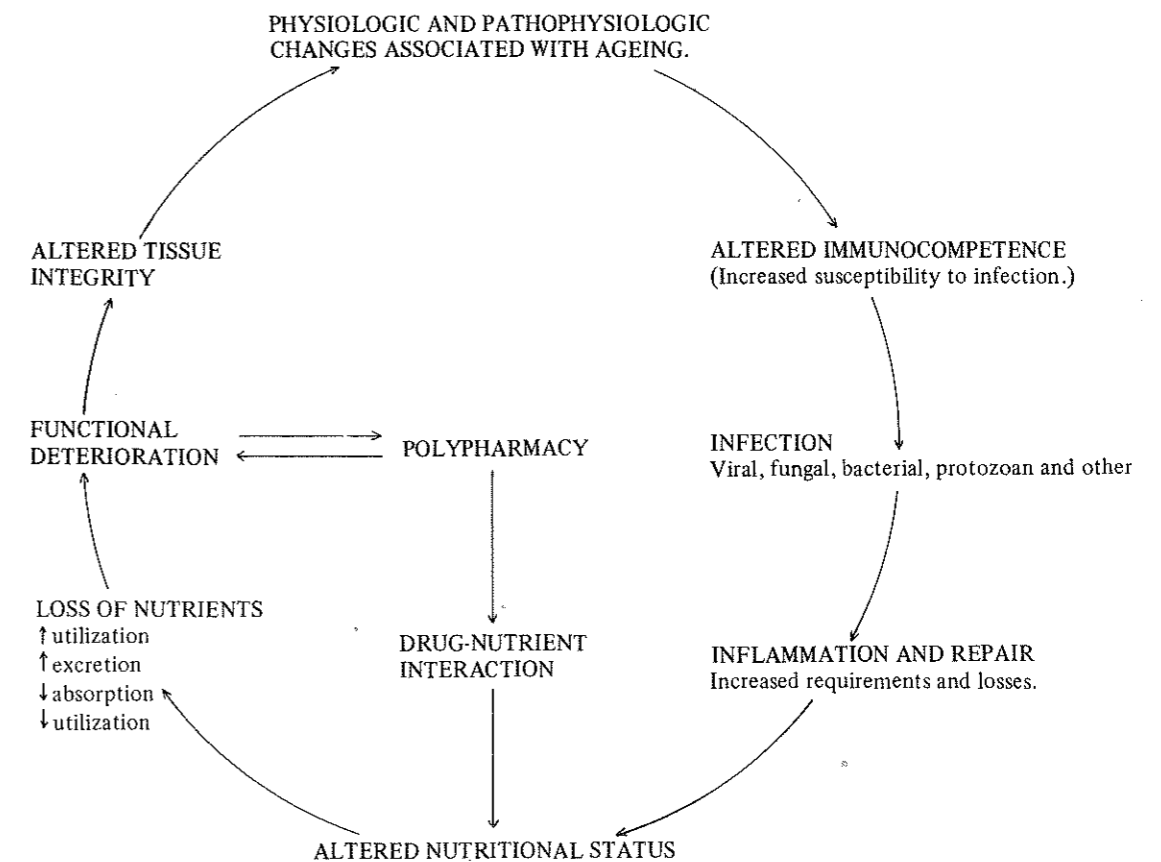 PHYSIOLOGIC AND PATHOPHYSIOLOGIC
CHANGES ASSOCIATED WITH AGEING.
ALTERED TISSUE
INTEGRITY
ALTERED IMMUNOCOMPETENCE
(Increased susceptibility to infection.)
FUNCTIONAL
DETERIORATION
POLYPHARMACY
INFECTION
Viral, fungal, bacterial, protozoan and other
LOSS OF NUTRIENTS
↑ utilization
↑ excretion
↓ absorption
↓ utilization
DRUG-NUTRIENT
INTERACTION
INFLAMMATION AND REPAIR
Increased requirements and losses.
ALTERED NUTRITIONAL STATUS